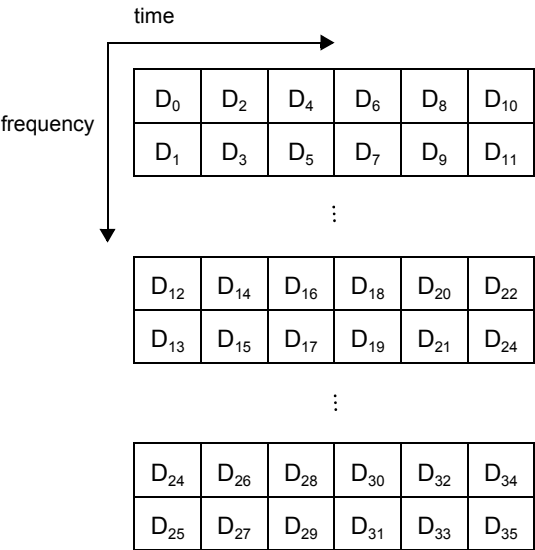 time
frequency
D₀ D₂ D₄ D₆ D₈ D₁₀
D₁ D₃ D₅ D₇ D₉ D₁₁
⋮
D₁₂ D₁₄ D₁₆ D₁₈ D₂₀ D₂₂
D₁₃ D₁₅ D₁₇ D₁₉ D₂₁ D₂₄
⋮
D₂₄ D₂₆ D₂₈ D₃₀ D₃₂ D₃₄
D₂₅ D₂₇ D₂₉ D₃₁ D₃₃ D₃₅